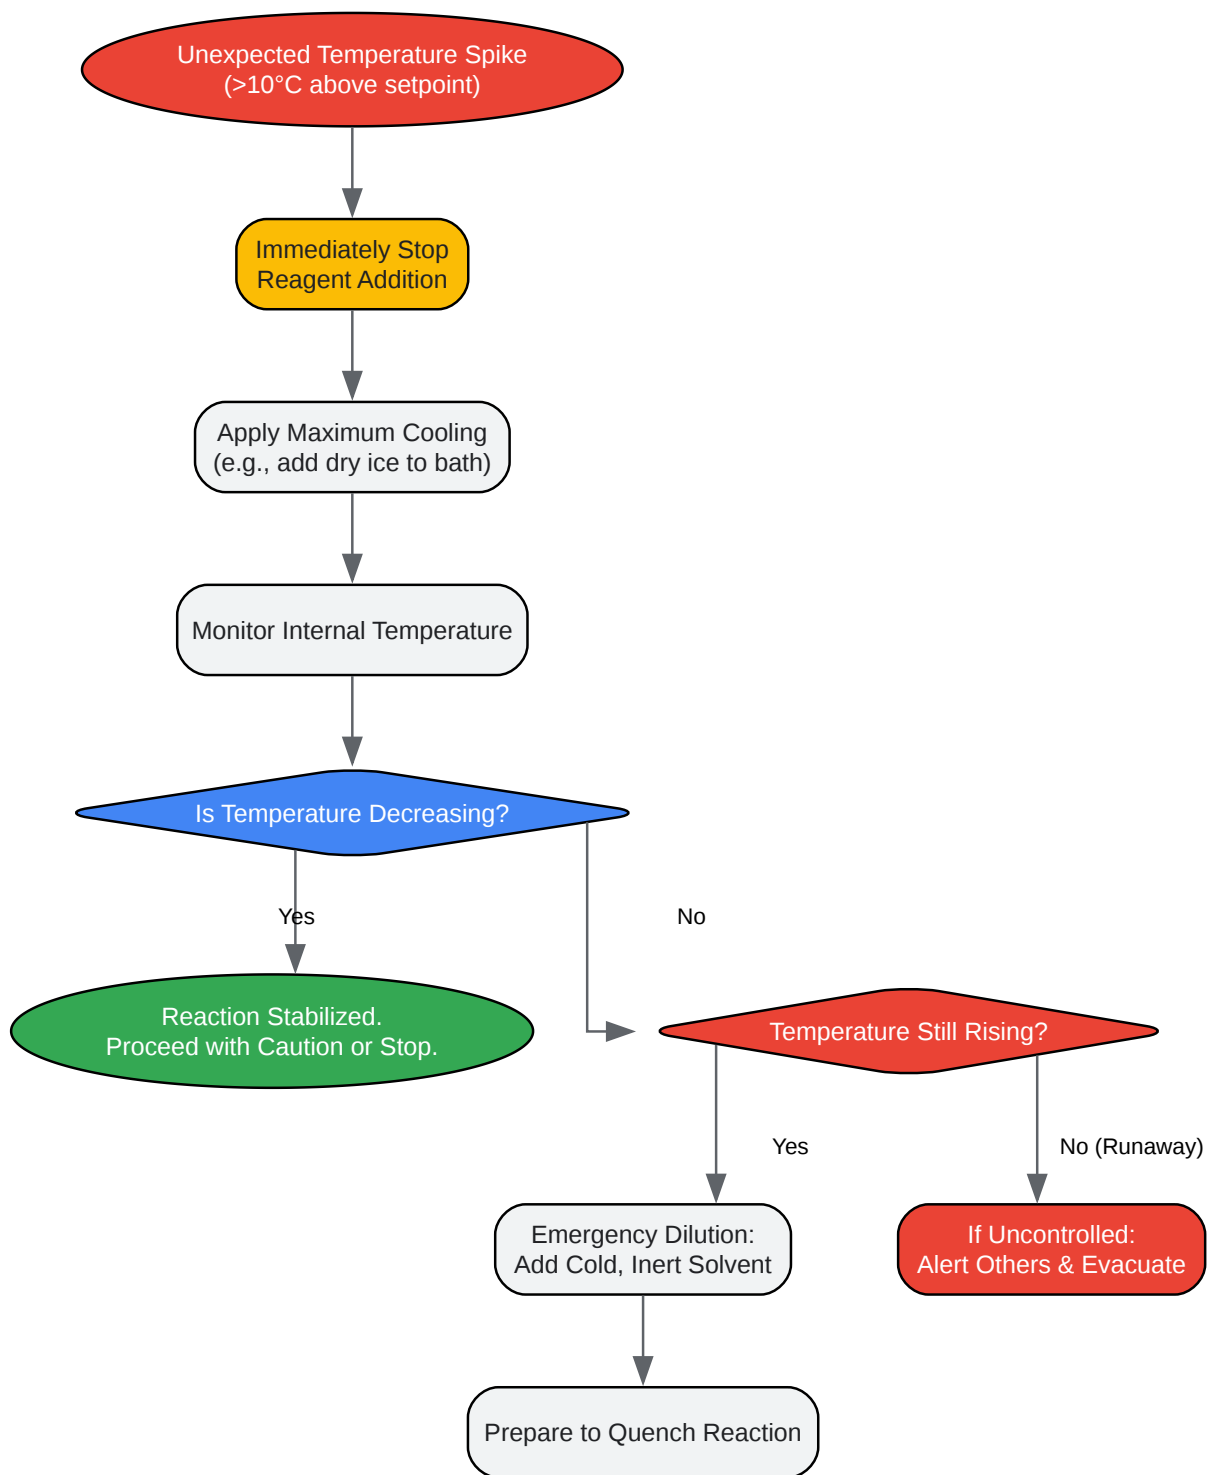 Unexpected Temperature Spike
(>10°C above setpoint)
Immediately Stop
Reagent Addition
Apply Maximum Cooling
(e.g., add dry ice to bath)
Monitor Internal Temperature
Is Temperature Decreasing?
Yes
No
Reaction Stabilized.
Proceed with Caution or Stop.
Temperature Still Rising?
Yes
No (Runaway)
Emergency Dilution:
Add Cold, Inert Solvent
If Uncontrolled:
Alert Others & Evacuate
Prepare to Quench Reaction